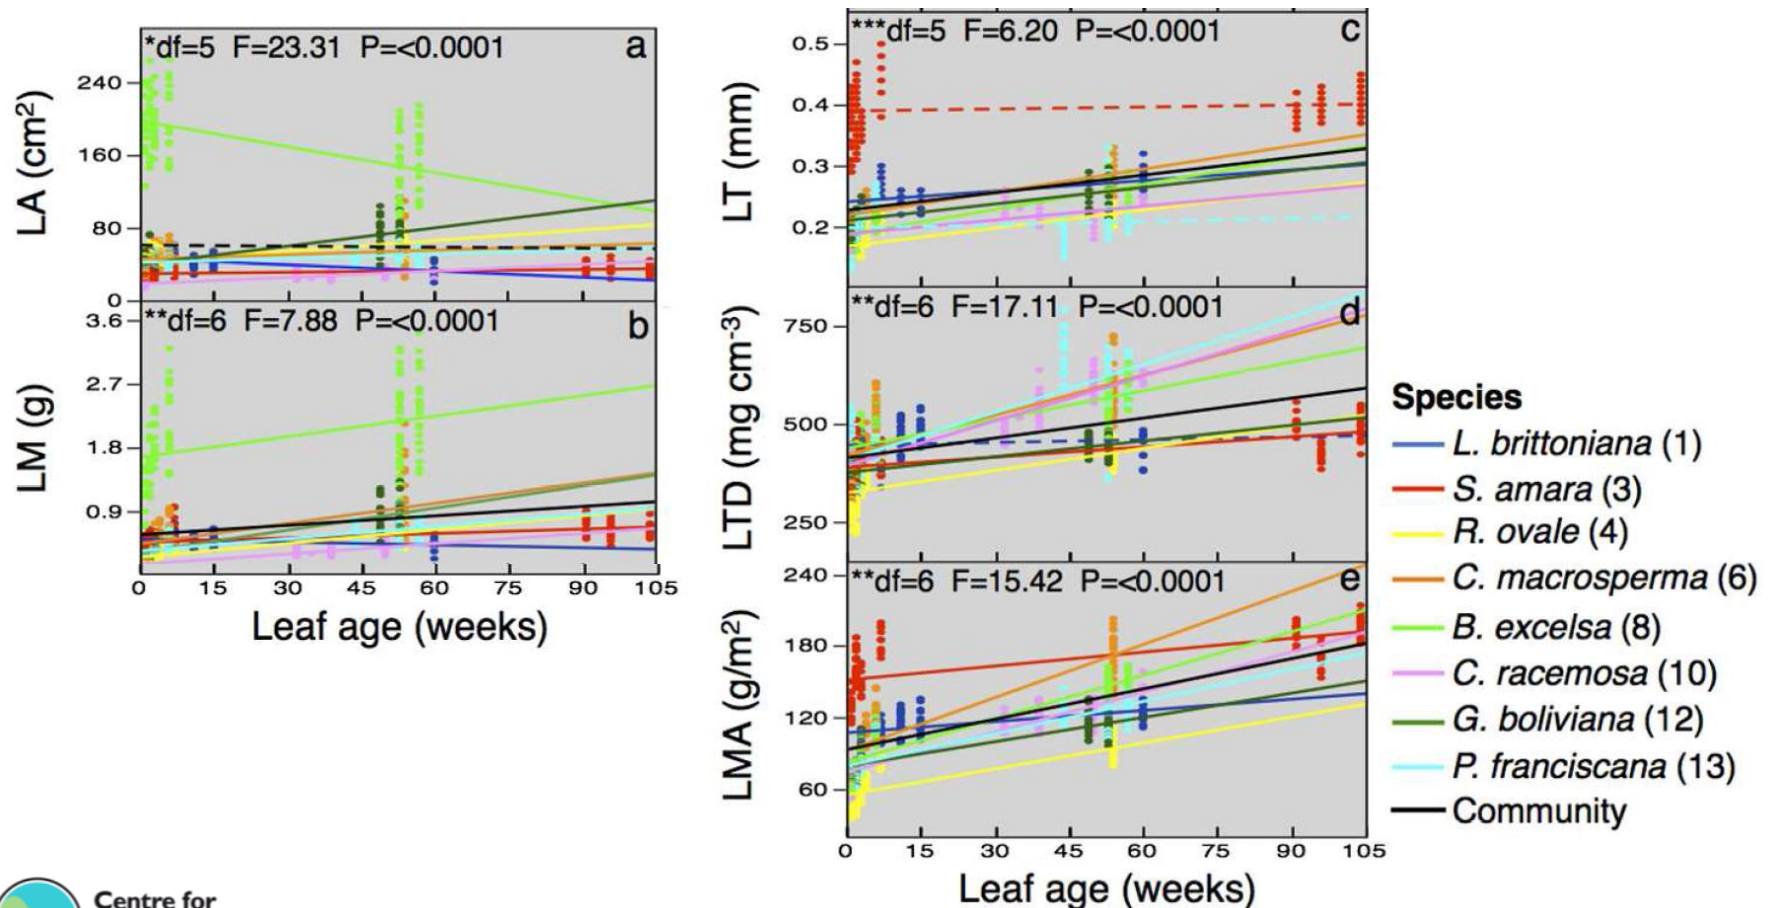 *df=5 F=23.31 P=<0.0001 a
LA (cm2)
240
160
80
0
**df=6 F=7.88 P=<0.0001 b
LM (g)
3.6
2.7
1.8
0.9
0 15 30 45 60 75 90 105
Leaf age (weeks)
***df=5 F=6.20 P=<0.0001 c
LT (mm)
0.5
0.4
0.3
0.2
**df=6 F=17.11 P=<0.0001 d
LTD (mg cm-3)
750
500
250
**df=6 F=15.42 P=<0.0001 e
LMA (g/m2)
240
180
120
60
0 15 30 45 60 75 90 105
Leaf age (weeks)
Species
L. brittoniana (1)
S. amara (3)
R. ovale (4)
C. macrosperma (6)
B. excelsa (8)
C. racemosa (10)
G. boliviana (12)
P. franciscana (13)
Community
Centre for